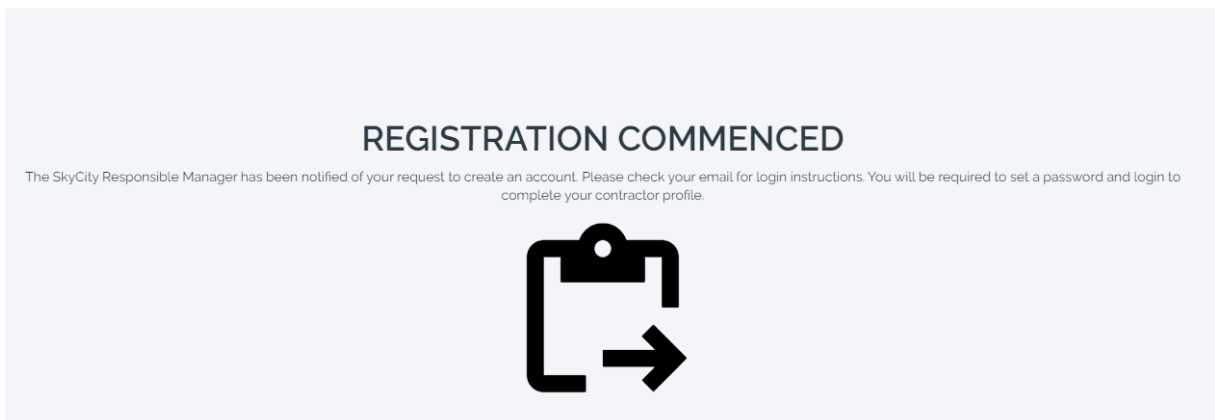 REGISTRATION COMMENCED
The SkyCity Responsible Manager has been notified of your request to create an account. Please check your email for login instructions. You will be required to set a password and login to
complete your contractor profile.